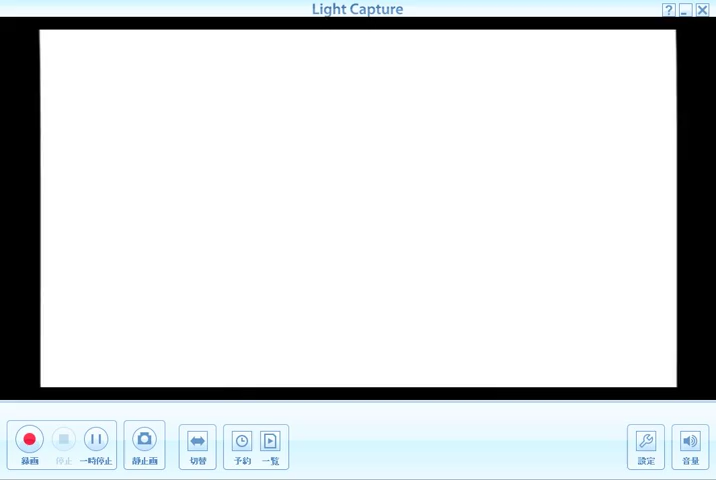 Light Capture
録画
停止
一時停止
静止画
切替
予約
一覧
設定
音量